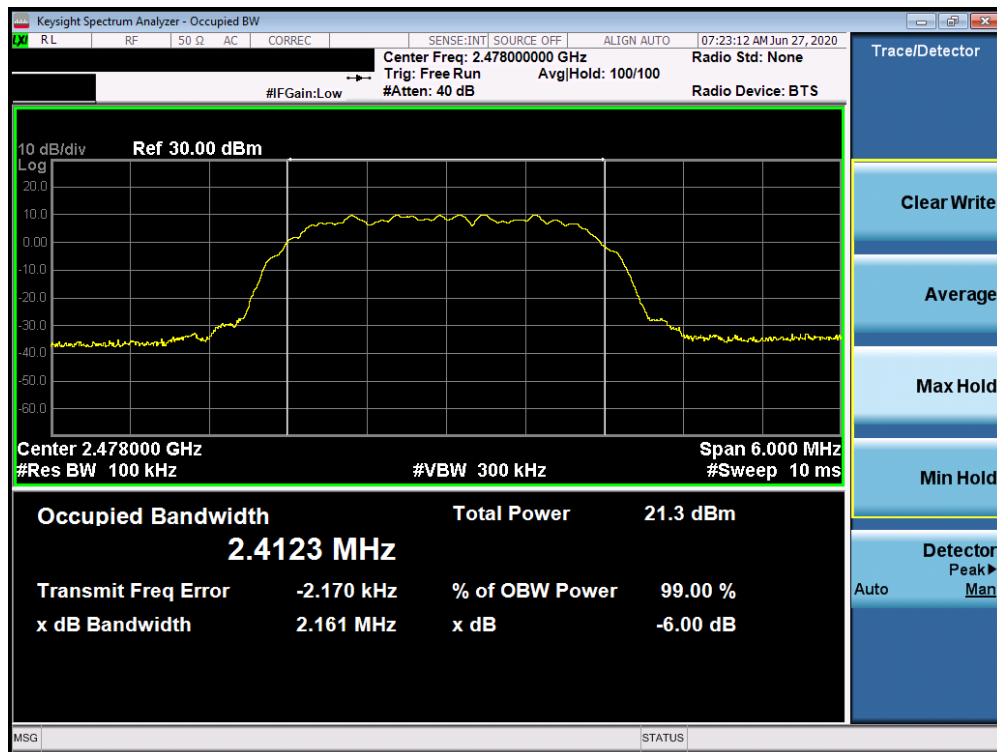 Keysight Spectrum Analyzer - Occupied BW
LXI RL RF 50 Ω AC CORREC SENSE:INT SOURCE OFF ALIGN AUTO 07:23:12 AM Jun 27, 2020
Center Freq: 2.478000000 GHz Radio Std: None
Trig: Free Run Avg|Hold: 100/100
#IFGain:Low #Atten: 40 dB Radio Device: BTS
Trace/Detector
10 dB/div Ref 30.00 dBm
Log
20.0
10.0
0.00
-10.0
-20.0
-30.0
-40.0
-50.0
-60.0
Center 2.478000 GHz Span 6.000 MHz
#Res BW 100 kHz #VBW 300 kHz #Sweep 10 ms
Occupied Bandwidth Total Power 21.3 dBm
2.4123 MHz
Transmit Freq Error -2.170 kHz % of OBW Power 99.00 %
x dB Bandwidth 2.161 MHz x dB -6.00 dB
Clear Write
Average
Max Hold
Min Hold
Detector
Peak▶
Auto Man
MSG STATUS